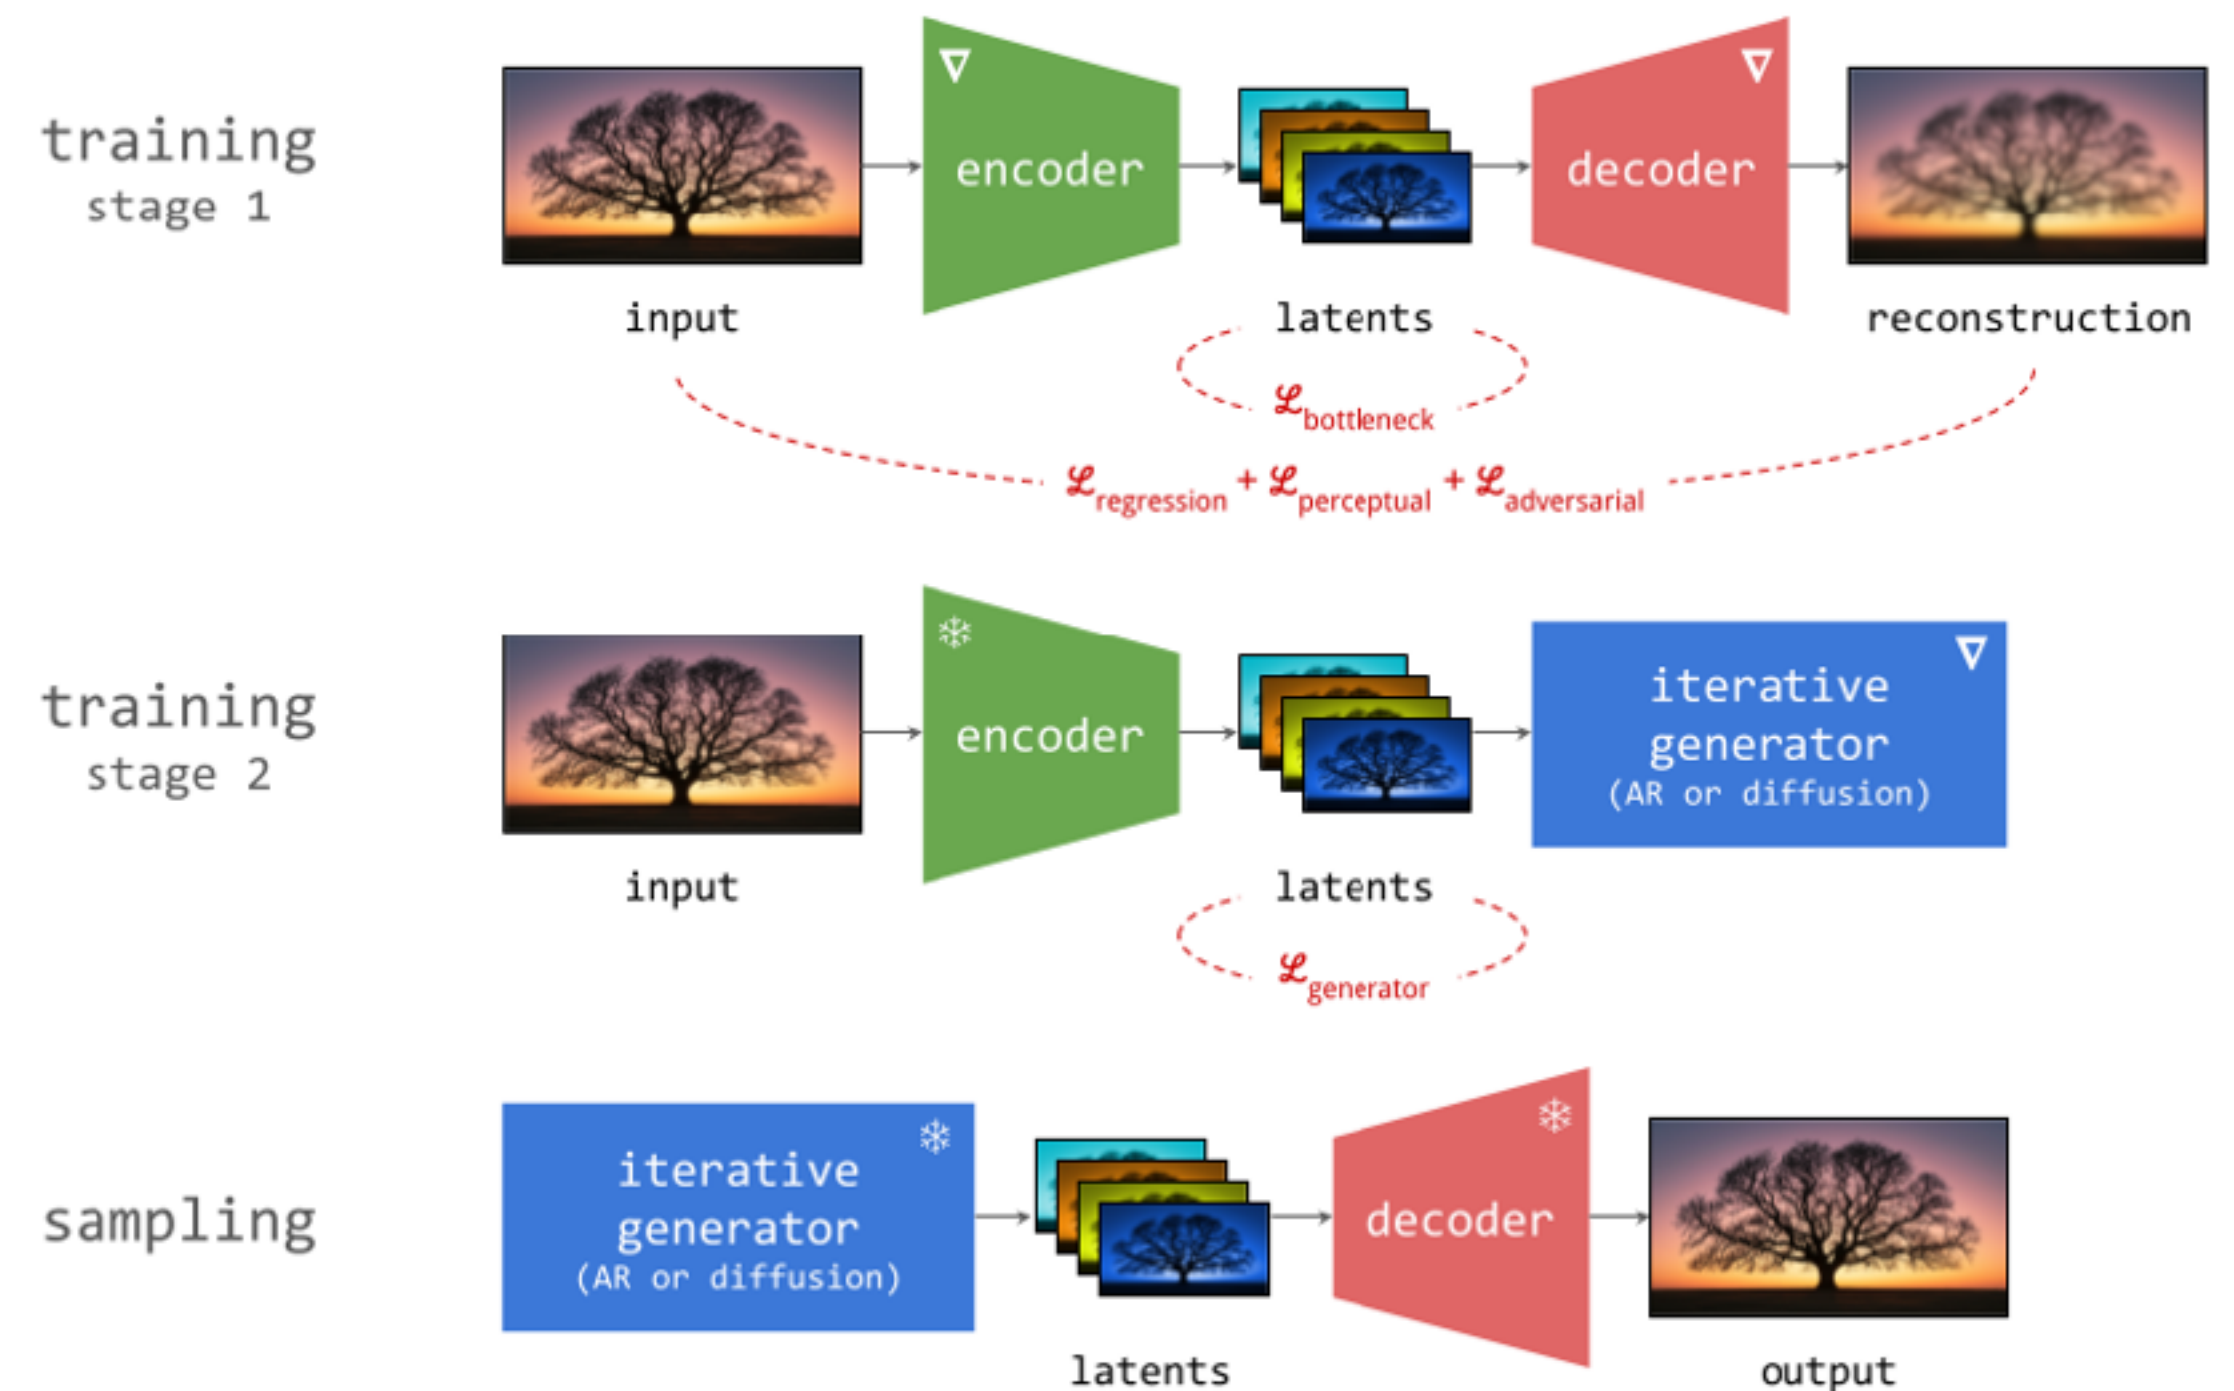 training
stage 1
encoder
decoder
input
latents
reconstruction
ℒbottleneck
ℒregression + ℒperceptual + ℒadversarial
training
stage 2
encoder
iterative
generator
(AR or diffusion)
input
latents
ℒgenerator
sampling
iterative
generator
(AR or diffusion)
decoder
latents
output